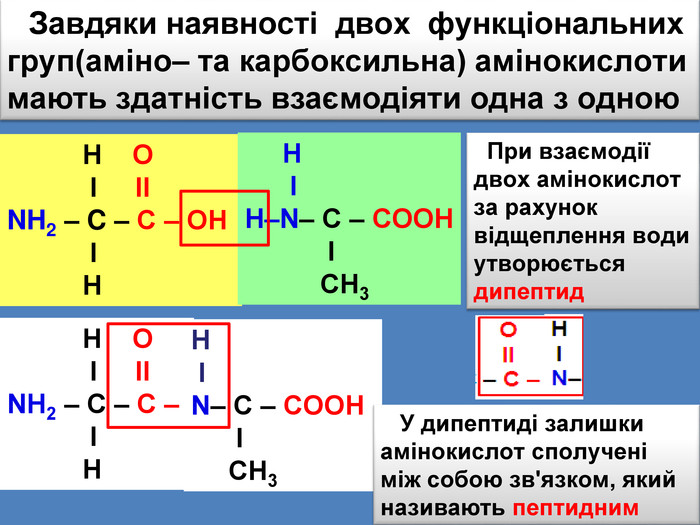 Завдяки наявності двох функціональних
груп(аміно– та карбоксильна) амінокислоти
мають здатність взаємодіяти одна з одною
H O
I II
NH₂ – C – C – OH
I
H
H
I
H–N– C – COOH
I
CH₃
При взаємодії
двох амінокислот
за рахунок
відщеплення води
утворюється
дипептид
H O H
I II I
NH₂ – C – C – N– C – COOH
I I
H CH₃
O H
II I
– C – N–
У дипептиді залишки
амінокислот сполучені
між собою зв'язком, який
називають пептидним